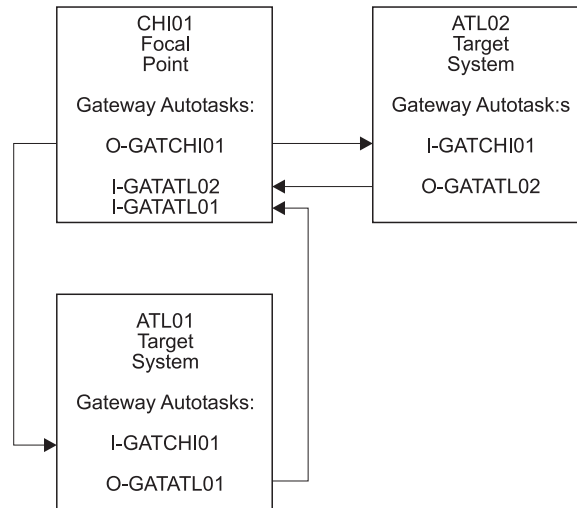 CHI01
Focal
Point
Gateway Autotasks:
O-GATCHI01
I-GATATL02
I-GATATL01
ATL02
Target
System
Gateway Autotask:s
I-GATCHI01
O-GATATL02
ATL01
Target
System
Gateway Autotasks:
I-GATCHI01
O-GATATL01